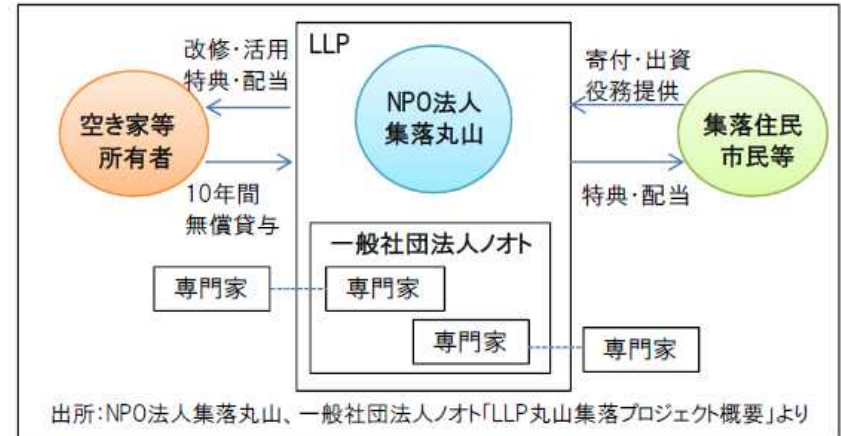 LLP
改修・活用
特典・配当
空き家等
所有者
10年間
無償貸与
NPO法人
集落丸山
寄付・出資
役務提供
集落住民
市民等
特典・配当
一般社団法人ノオト
専門家
専門家
専門家
専門家
出所：NPO法人集落丸山、一般社団法人ノオト「LLP丸山集落プロジェクト概要」より